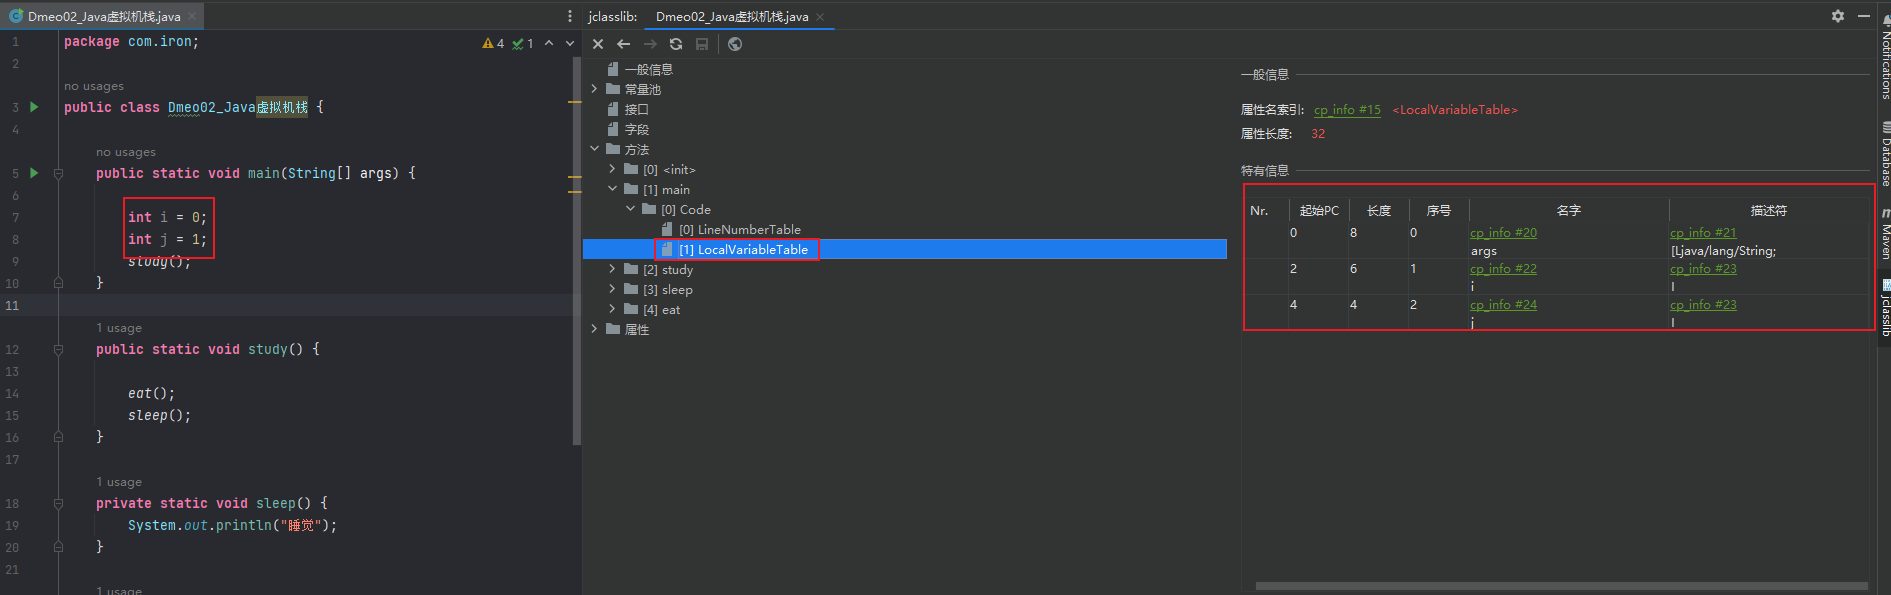 Dmeo02_Java虚拟机栈.java
4 1
1 package com.iron;
2
no usages
3 public class Dmeo02_Java虚拟机栈 {
4
no usages
5 public static void main(String[] args) {
6
7 int i = 0;
8 int j = 1;
9 study();
10 }
11
1 usage
12 public static void study() {
13
14 eat();
15 sleep();
16 }
17
1 usage
18 private static void sleep() {
19 System.out.println("睡觉");
20 }
21
1 usage
jclasslib: Dmeo02_Java虚拟机栈.java
一般信息
常量池
接口
字段
方法
[0] <init>
[1] main
[0] Code
[0] LineNumberTable
[1] LocalVariableTable
[2] study
[3] sleep
[4] eat
属性
一般信息
属性名索引: cp_info #15 <LocalVariableTable>
属性长度: 32
特有信息
Nr. 起始PC 长度 序号 名字 描述符
0 8 0 cp_info #20 cp_info #21
args [Ljava/lang/String;
2 6 1 cp_info #22 cp_info #23
i I
4 4 2 cp_info #24 cp_info #23
j I
Notifications
Database
Maven
jclasslib